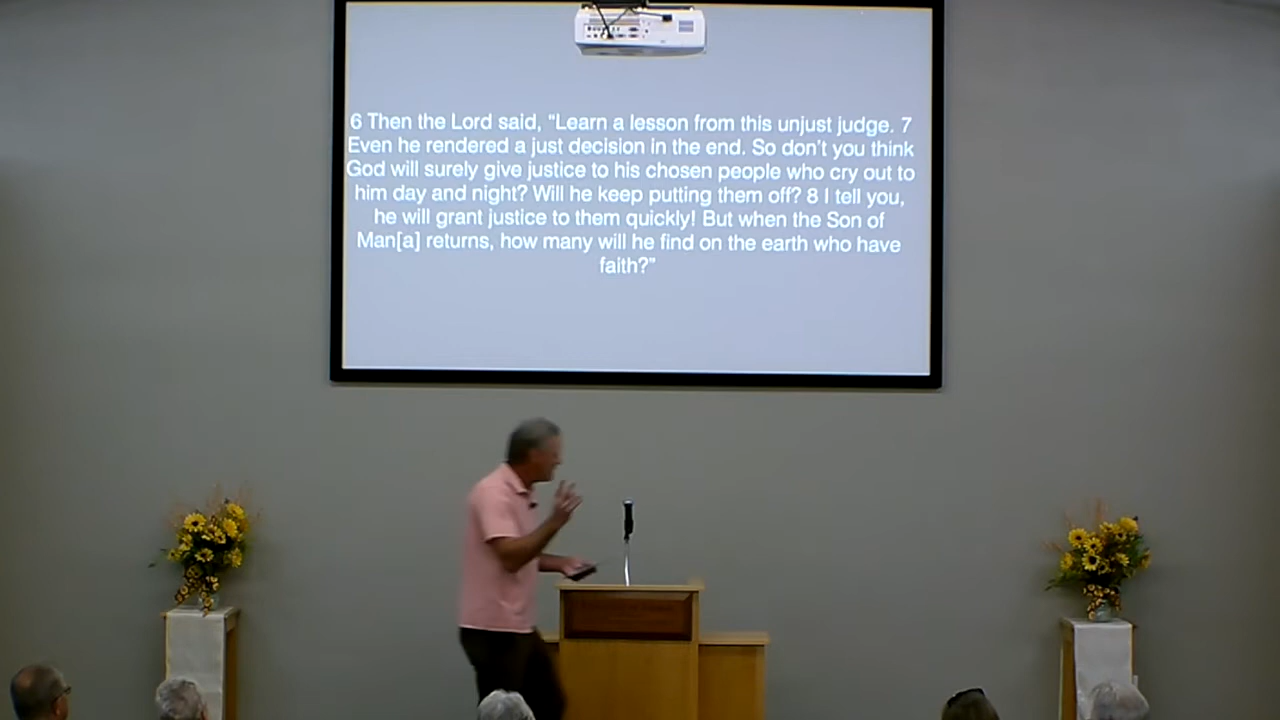 6 Then the Lord said, “Learn a lesson from this unjust judge. 7
Even he rendered a just decision in the end. So don’t you think
God will surely give justice to his chosen people who cry out to
him day and night? Will he keep putting them off? 8 I tell you,
he will grant justice to them quickly! But when the Son of
Man[a] returns, how many will he find on the earth who have
faith?”